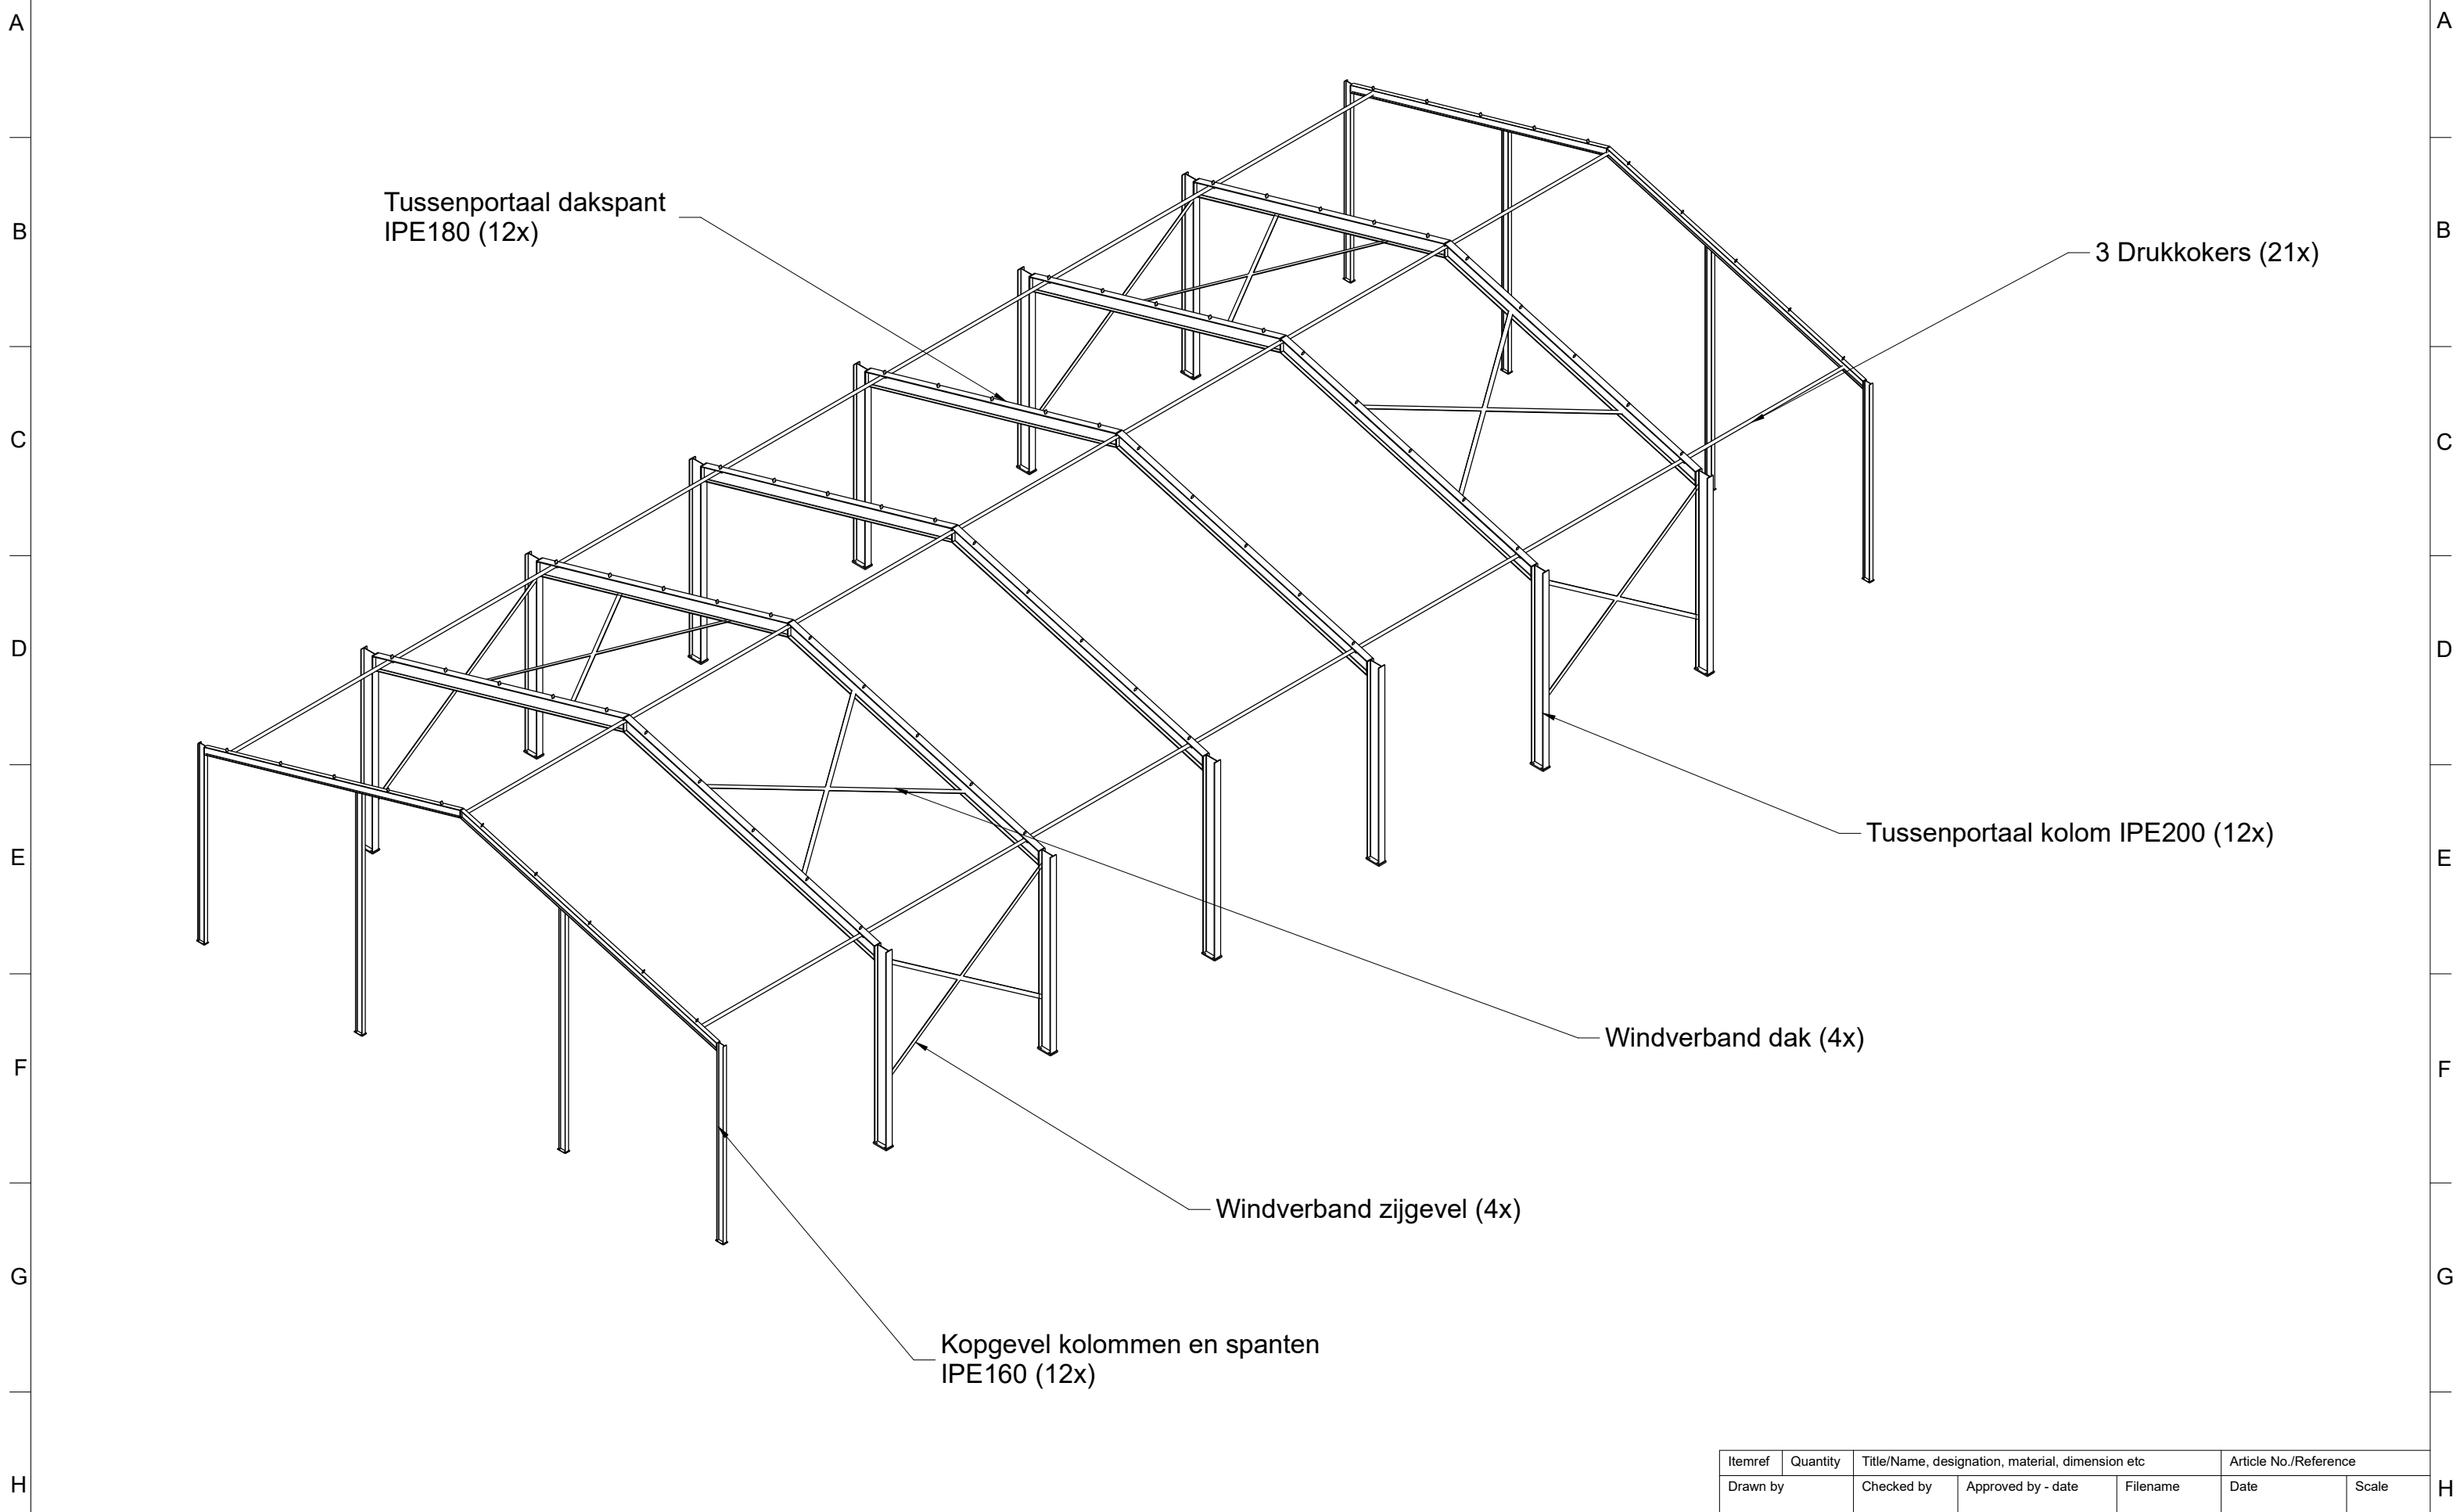 A
A
Tussenportaal dakspant
IPE180 (12x)
B
B
3 Drukkokers (21x)
C
C
D
D
Tussenportaal kolom IPE200 (12x)
E
E
Windverband dak (4x)
F
F
Windverband zijgevel (4x)
G
G
Kopgevel kolommen en spanten
IPE160 (12x)
Itemref Quantity Title/Name, designation, material, dimension etc Article No./Reference
Drawn by Checked by Approved by - date Filename Date Scale
H
H